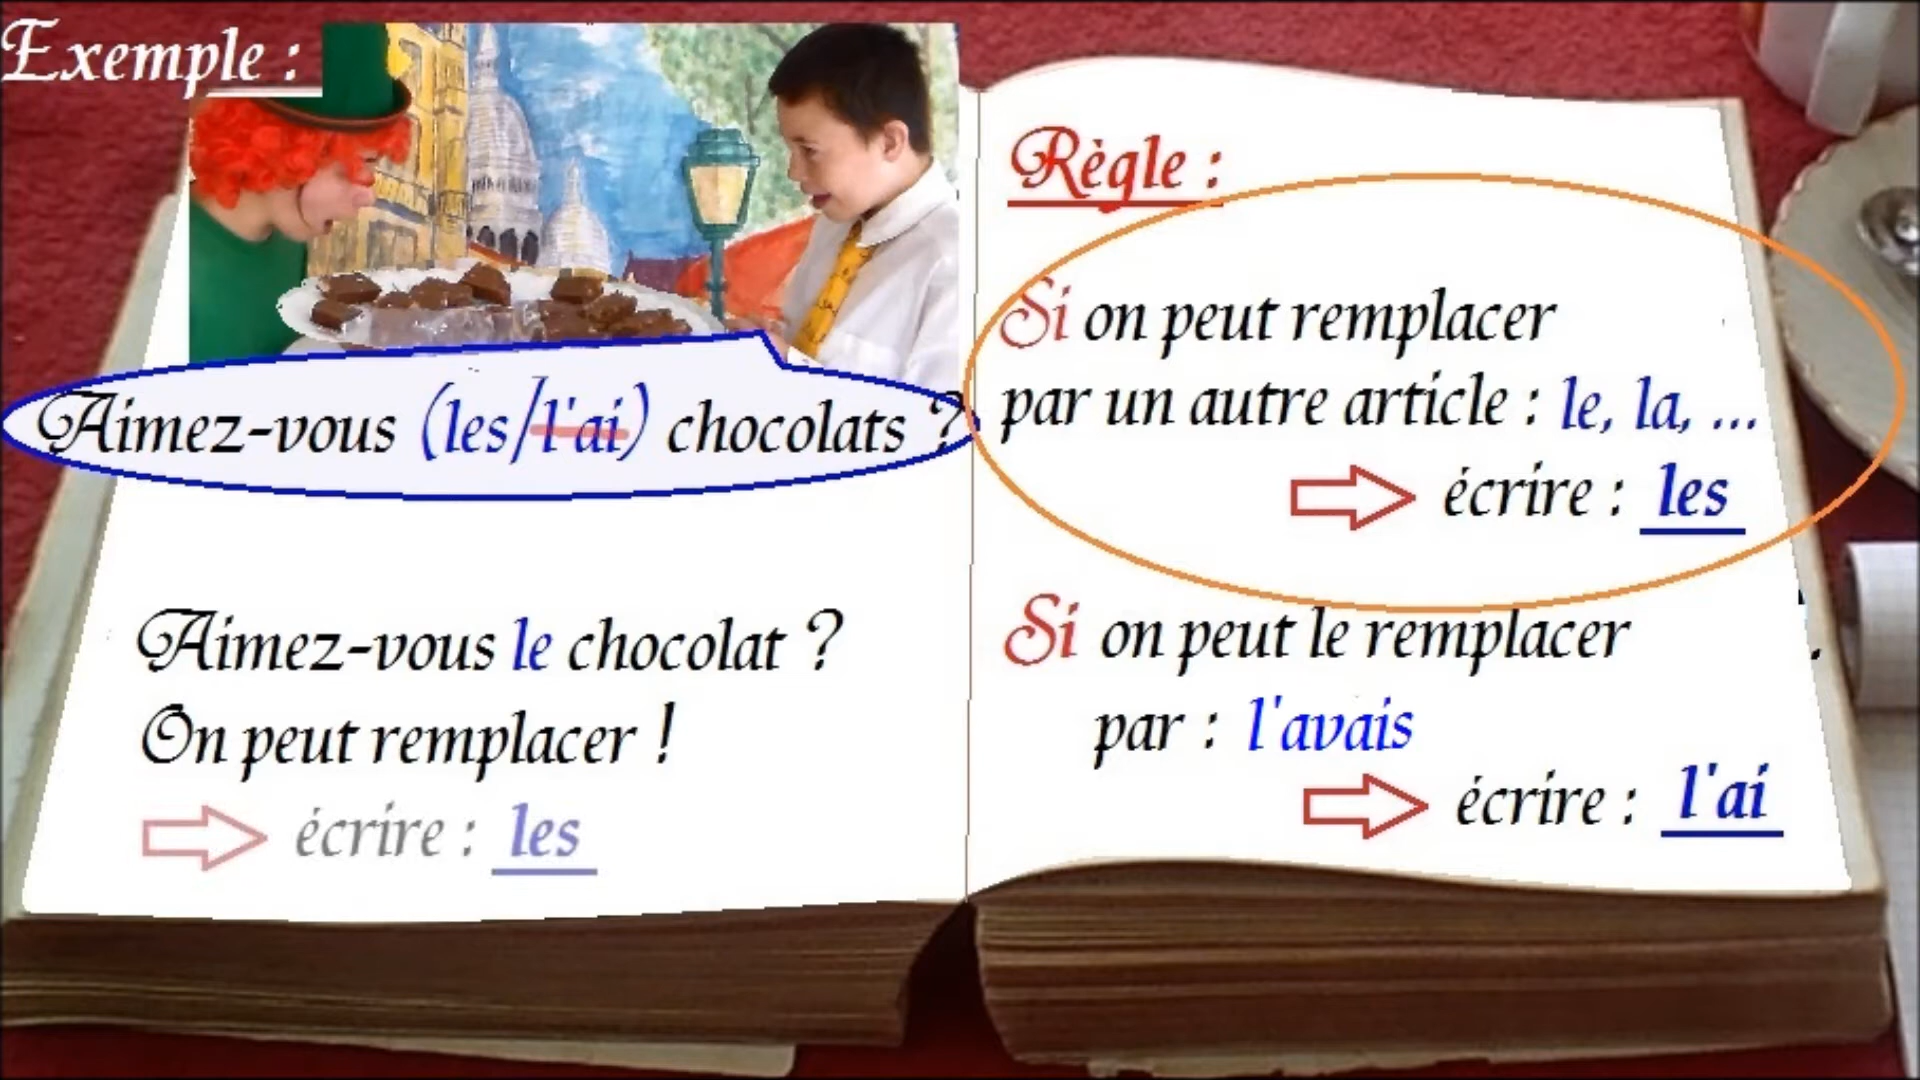 Exemple :
Aimez-vous (les/l'ai) chocolats ?
Aimez-vous le chocolat ?
On peut remplacer !
écrire : les
Règle :
Si on peut remplacer
par un autre article : le, la, ...
écrire : les
Si on peut le remplacer
par : l'avais
écrire : l'ai